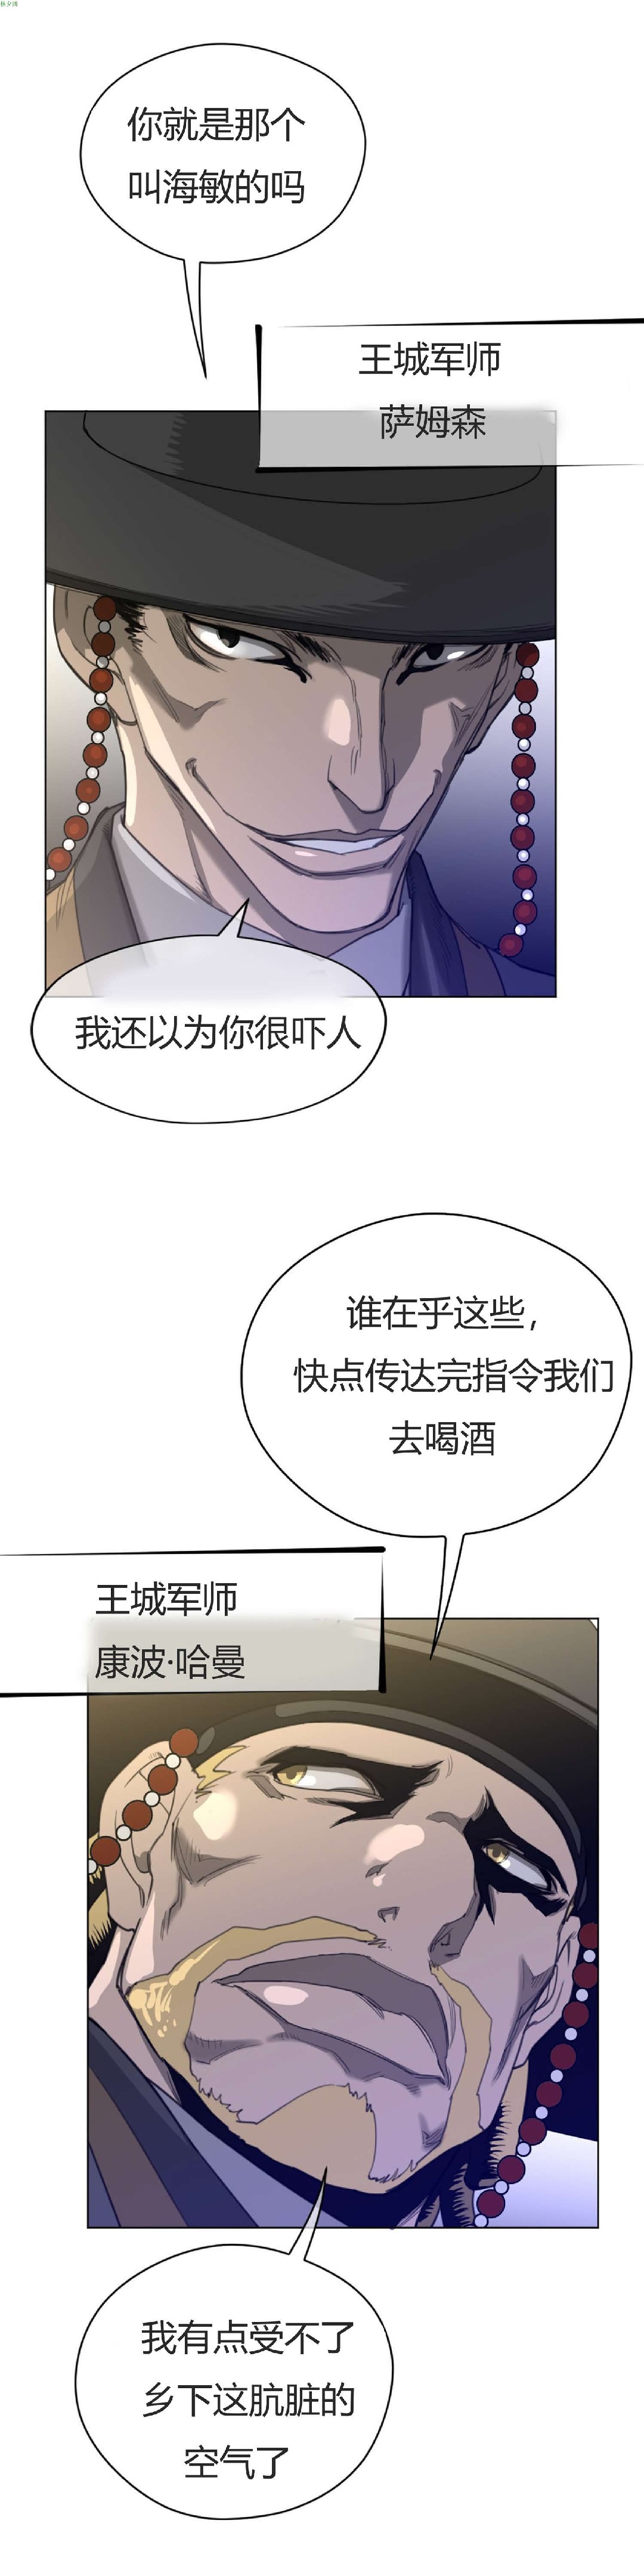 你就是那个
叫海敏的吗
王城军师
萨姆森
我还以为你很吓人
谁在乎这些，
快点传达完指令我们
去喝酒
王城军师
康波·哈曼
我有点受不了
乡下这肮脏的
空气了